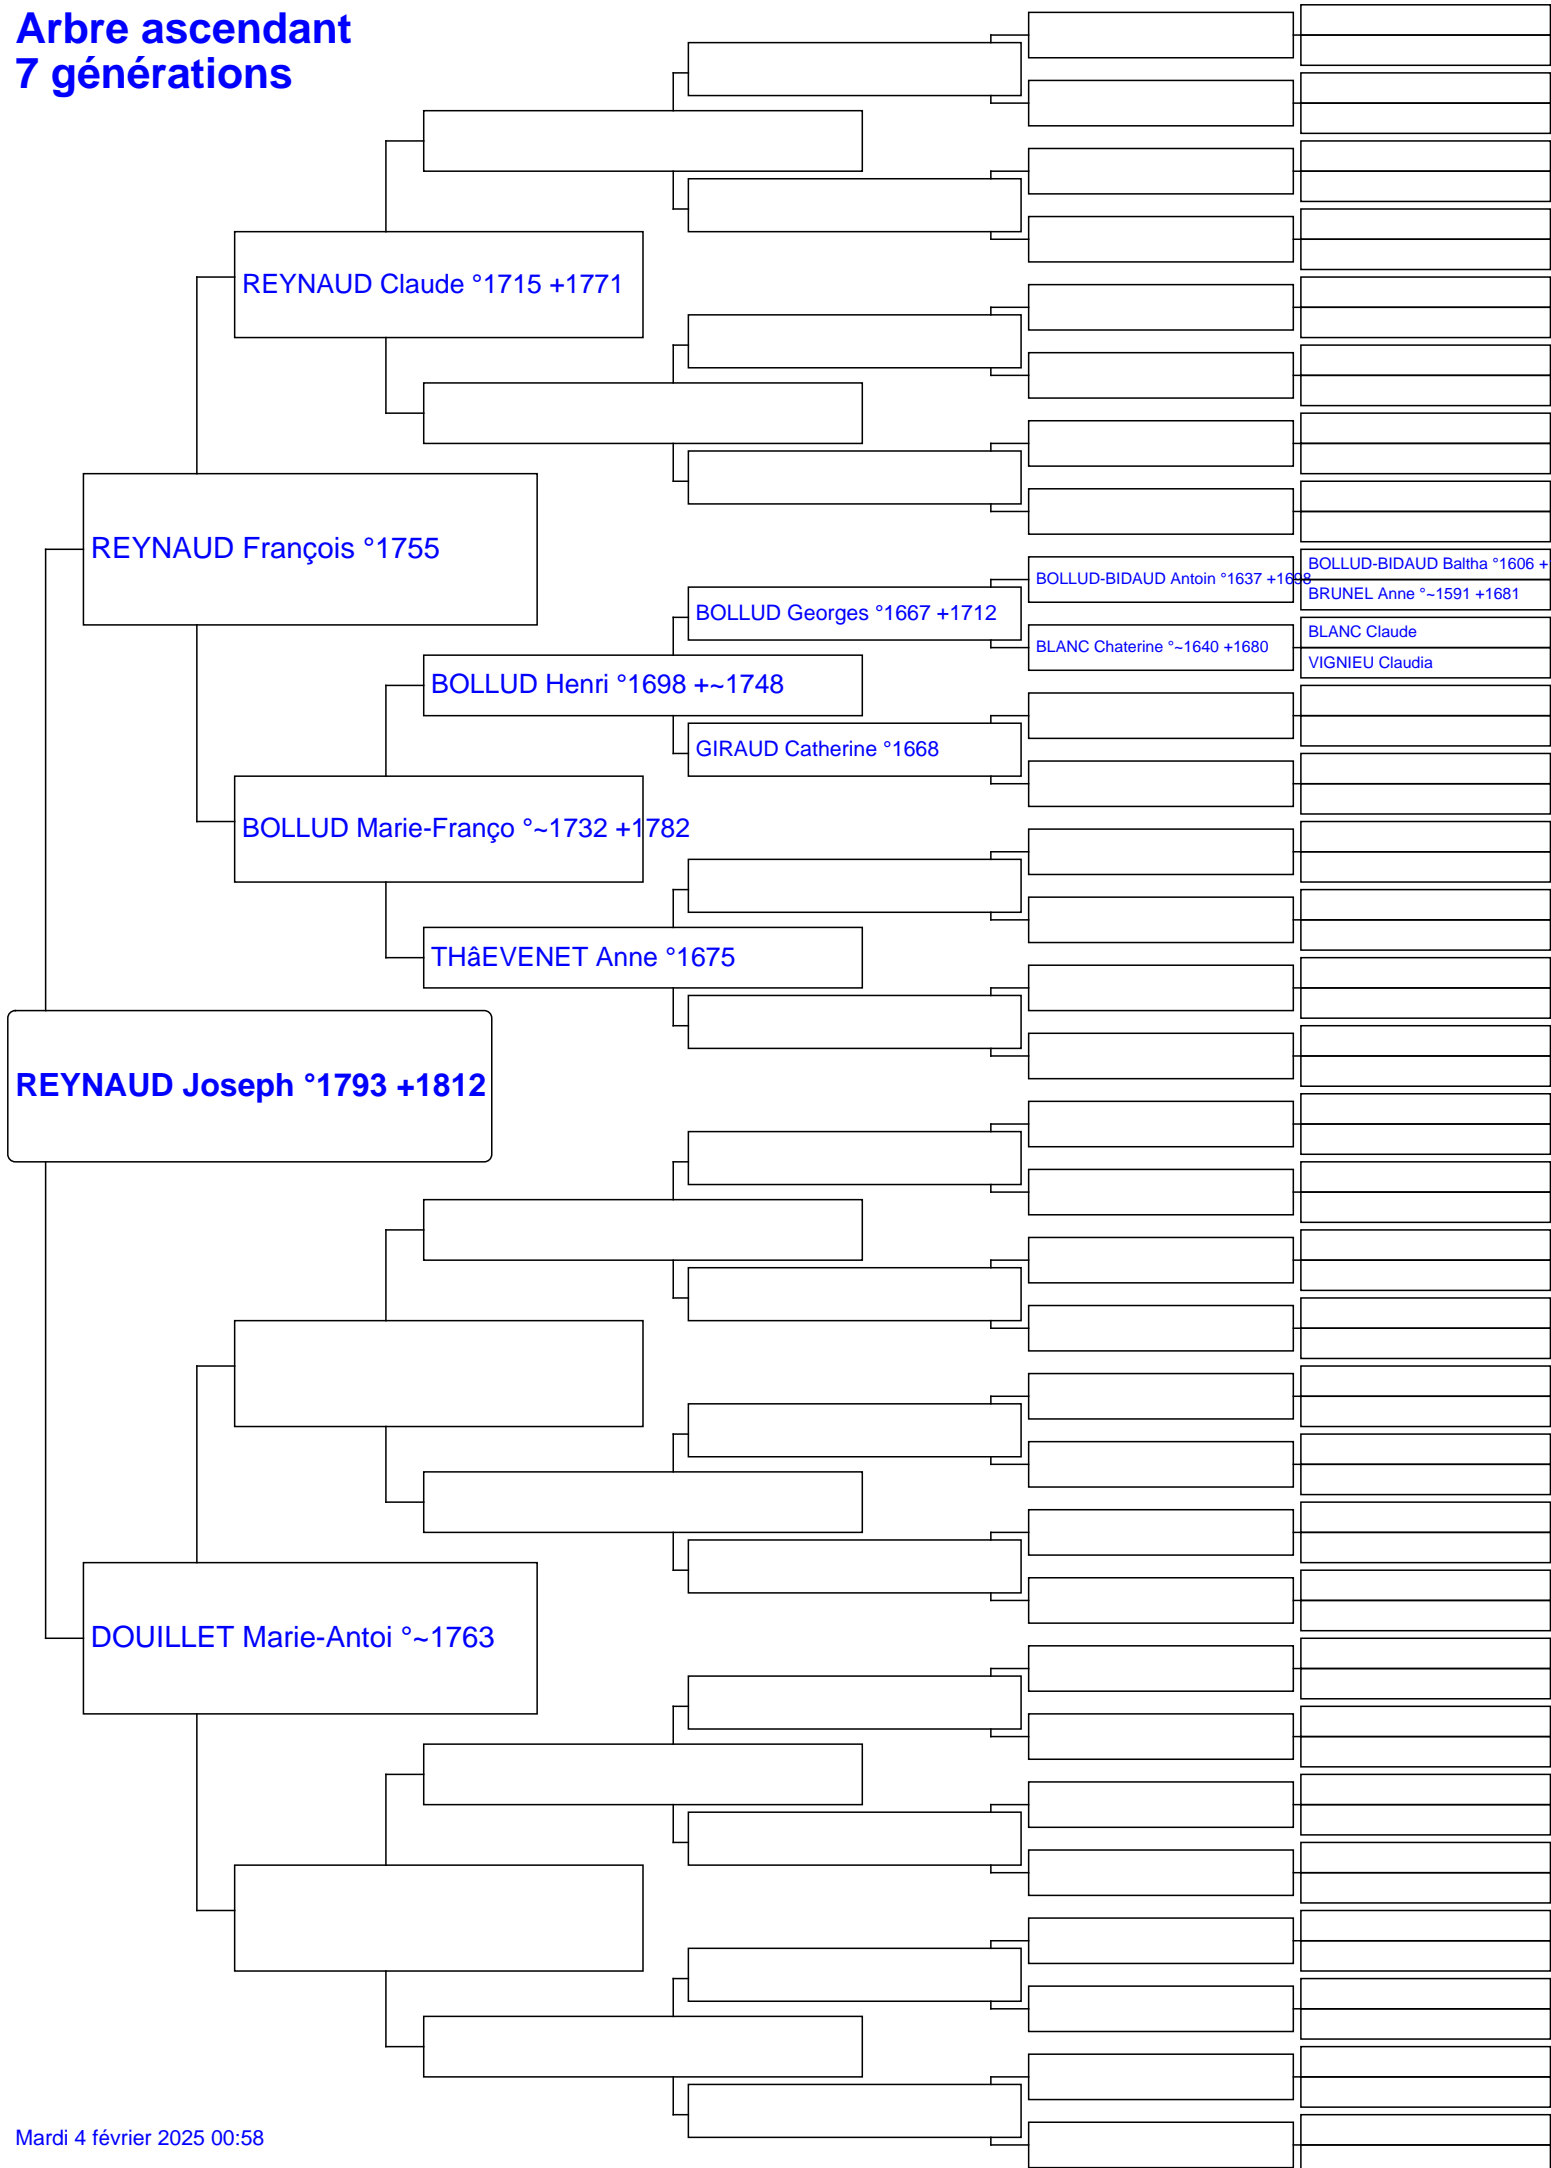 Arbre ascendant
7 générations
REYNAUD Claude °1715 +1771
REYNAUD François °1755
BOLLUD-BIDAUD Baltha °1606 +
BOLLUD-BIDAUD Antoin °1637 +1698
BRUNEL Anne °~1591 +1681
BOLLUD Georges °1667 +1712
BLANC Claude
BLANC Chaterine °~1640 +1680
VIGNIEU Claudia
BOLLUD Henri °1698 +~1748
GIRAUD Catherine °1668
BOLLUD Marie-Franço °~1732 +1782
THâEVENET Anne °1675
REYNAUD Joseph °1793 +1812
DOUILLET Marie-Antoi °~1763
Mardi 4 février 2025 00:58